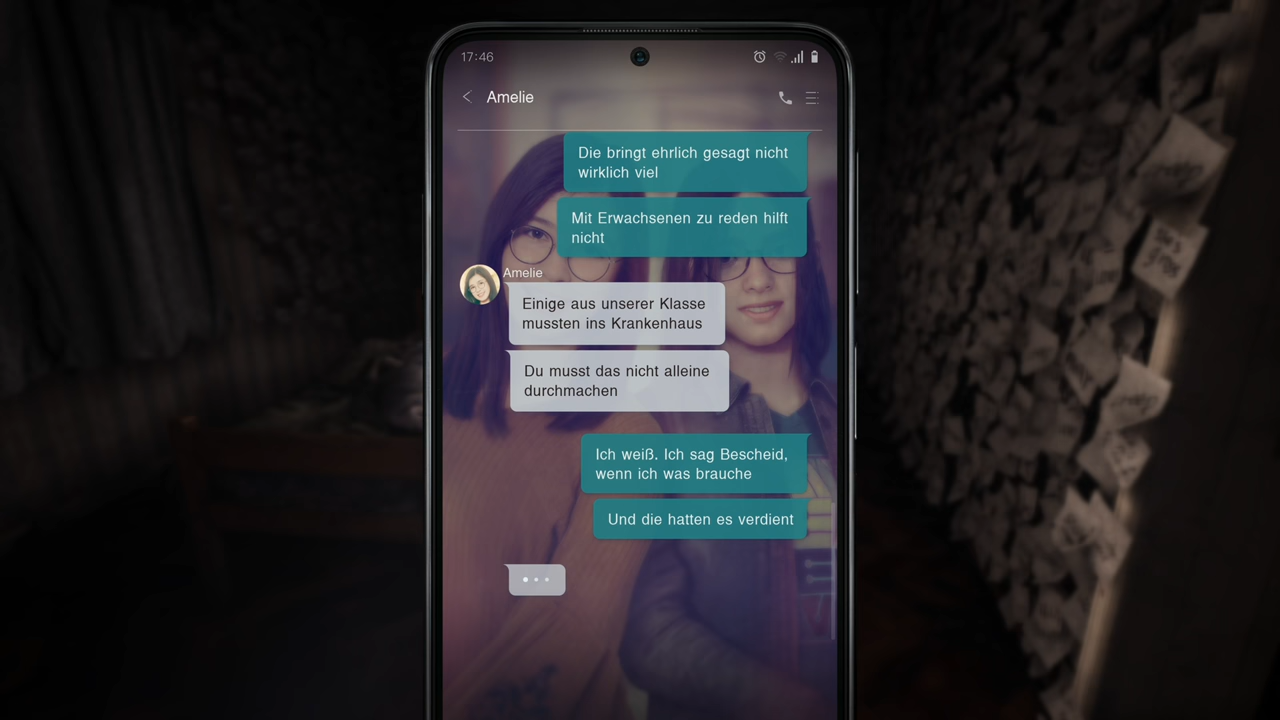 17:46
Amelie
Die bringt ehrlich gesagt nicht
wirklich viel
Mit Erwachsenen zu reden hilft
nicht
Amelie
Einige aus unserer Klasse
mussten ins Krankenhaus
Du musst das nicht alleine
durchmachen
Ich weiß. Ich sag Bescheid,
wenn ich was brauche
Und die hatten es verdient